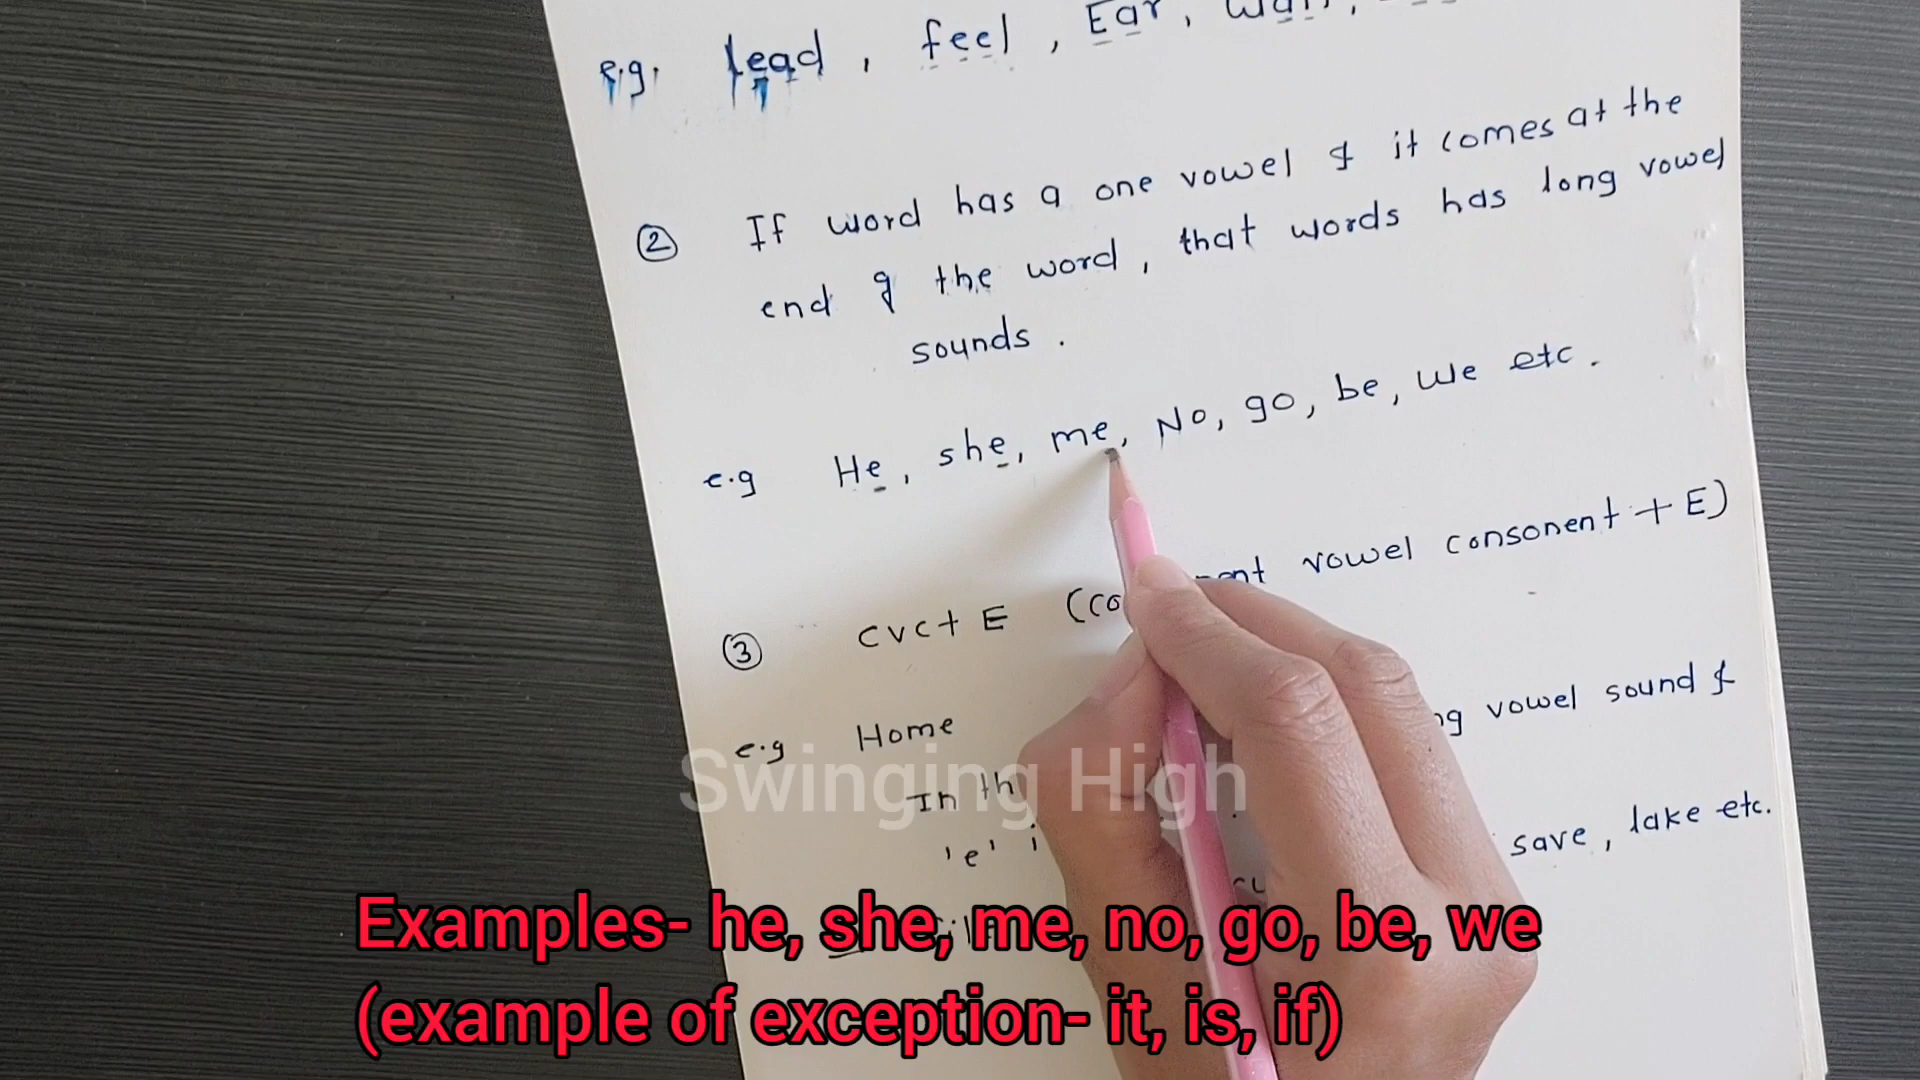 e.g. lead, feel, Ear,
② If word has a one vowel & it comes at the
end of the word, that words has long vowel
sounds.
e.g He, she, me, No, go, be, we etc.
③ CVC+ E (co vowel consonent + E)
e.g Home vowel sound &
In th
'e' save, lake etc.
Swinging High
Examples- he, she, me, no, go, be, we
(example of exception- it, is, if)